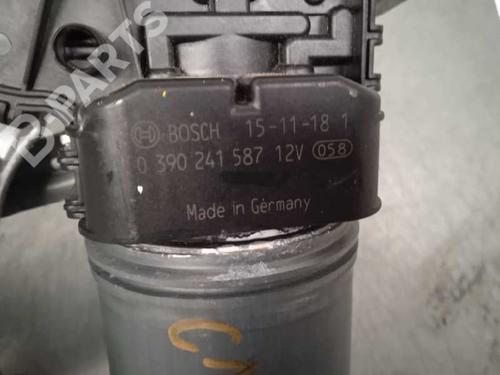 B-PARTS
BOSCH 15-11-18 1
0 390 241 587 12V 058
Made in Germany